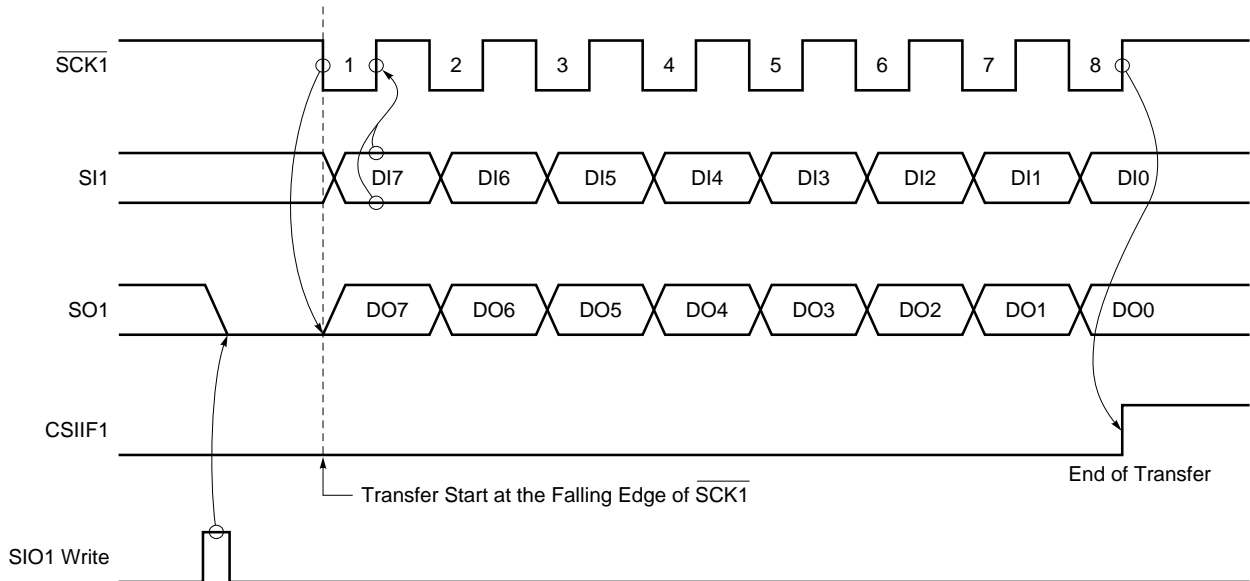 SCK1
1 2 3 4 5 6 7 8
SI1
DI7 DI6 DI5 DI4 DI3 DI2 DI1 DI0
SO1
DO7 DO6 DO5 DO4 DO3 DO2 DO1 DO0
CSIIF1
End of Transfer
Transfer Start at the Falling Edge of SCK1
SIO1 Write